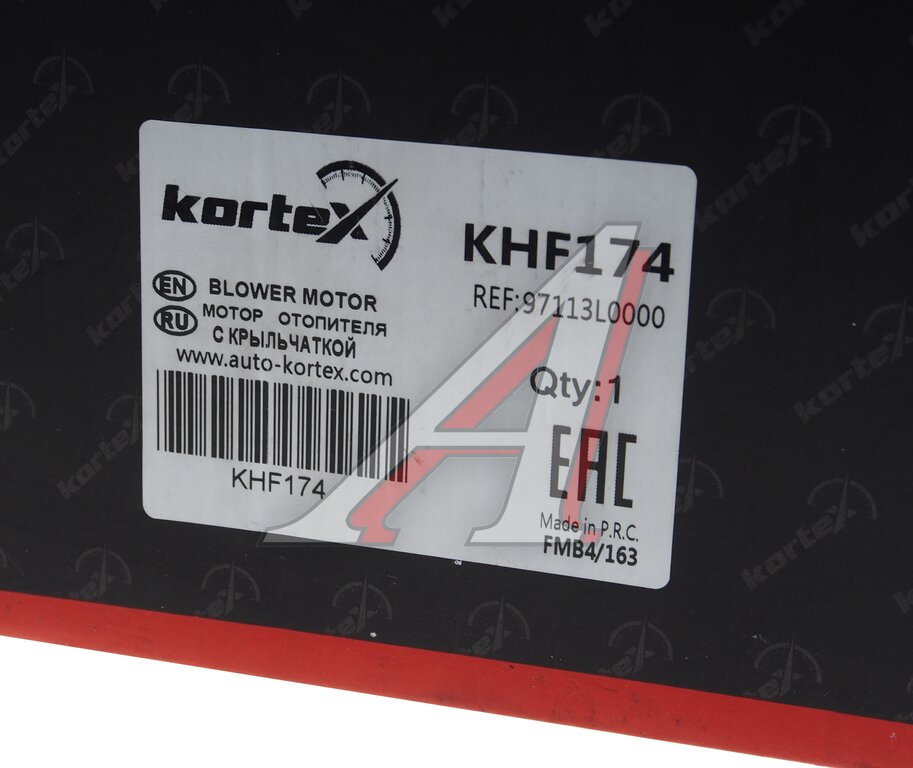 kortex
KHF174
REF:97113L0000
EN BLOWER MOTOR
RU МОТОР ОТОПИТЕЛЯ
С КРЫЛЬЧАТКОЙ
www.auto-kortex.com
Qty:1
KHF174
EAC
Made in P.R.C.
FMB4/163